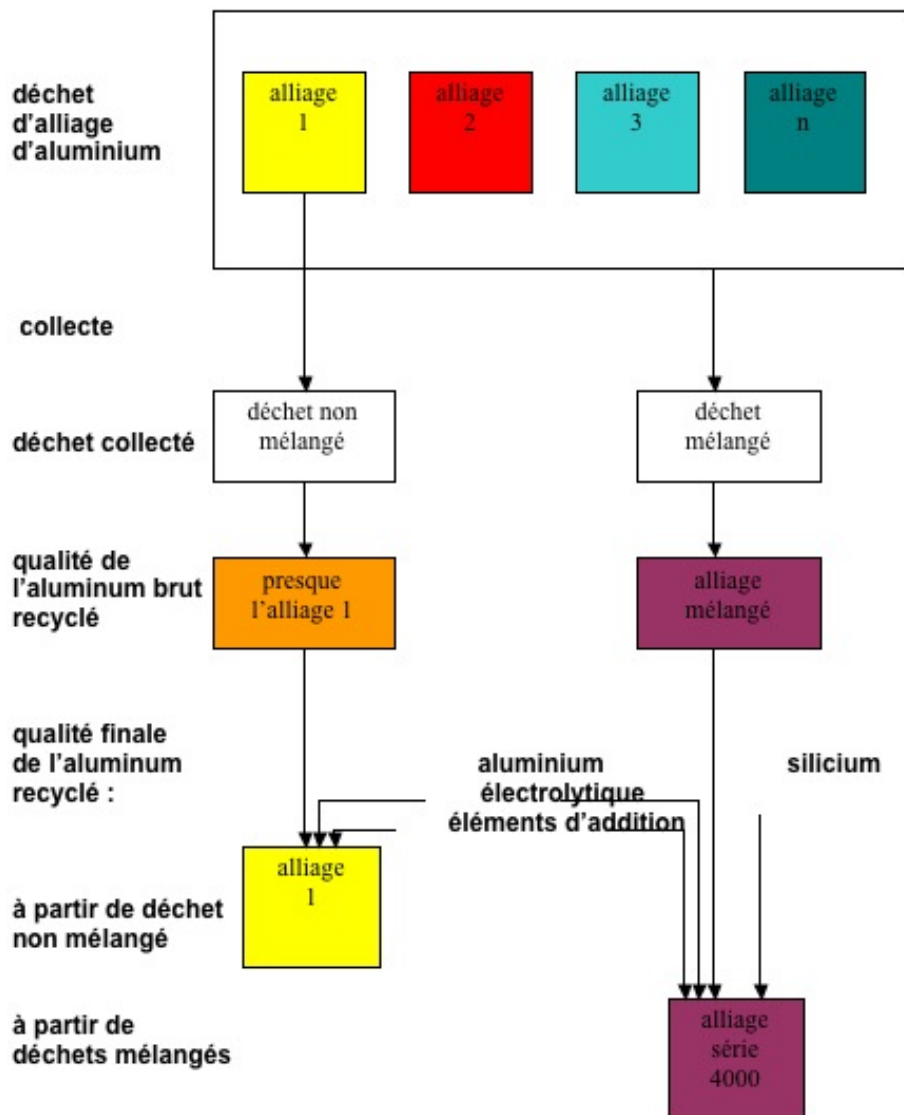 déchet
d'alliage
d'aluminium
alliage
1
alliage
2
alliage
3
alliage
n
collecte
déchet collecté
déchet non
mélangé
déchet
mélangé
qualité de
l'aluminum brut
recyclé
presque
l'alliage 1
alliage
mélangé
qualité finale
de l'aluminum
recyclé :
aluminium
électrolytique
éléments d'addition
silicium
alliage
1
à partir de déchet
non mélangé
à partir de
déchets mélangés
alliage
série
4000